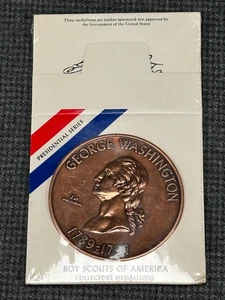 These medallions are neither sponsored nor approved by
the Government of the United States
PRESIDENTIAL SERIES
GEORGE WASHINGTON
1789-1798
BOY SCOUTS OF AMERICA
COLLECTORS MEDALLIONS